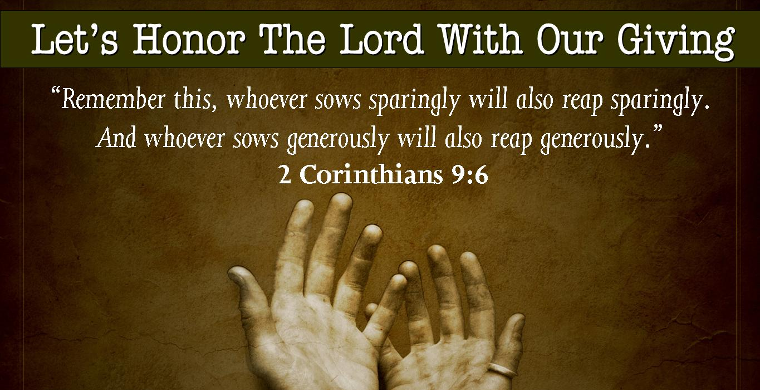 Let's Honor The Lord With Our Giving
“Remember this, whoever sows sparingly will also reap sparingly.
And whoever sows generously will also reap generously.”
2 Corinthians 9:6